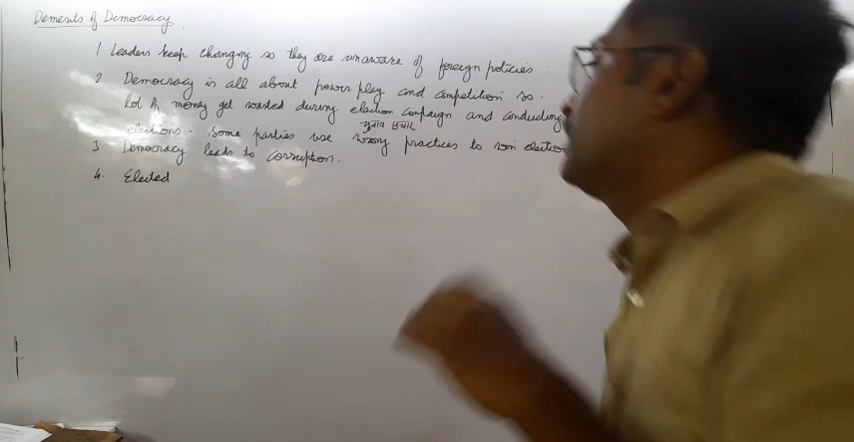 Demerits of Democracy.
1. Leaders keep changing so they are unaware of foreign policies.
2. Democracy is all about power play and competition so
lot of money get wasted during election campaign and conducting
चुनाव प्रचार
elections. Some parties use wrong practices to win election
3. Democracy leads to corruption.
4. Elected